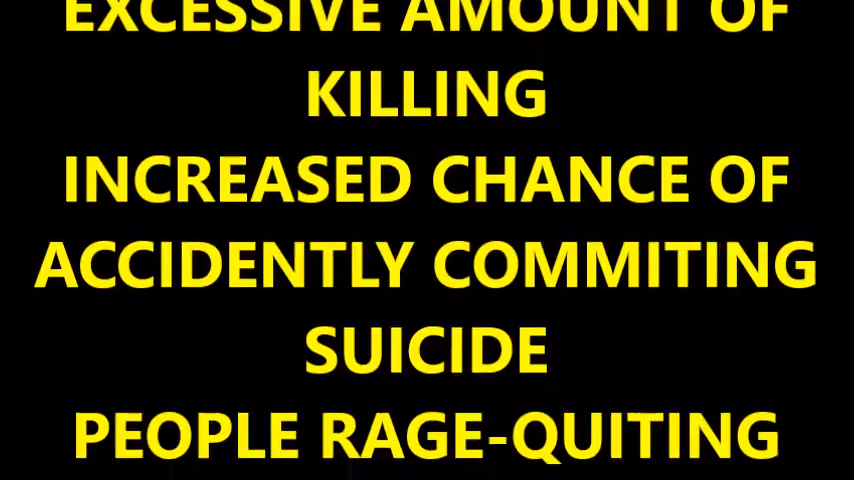 EXCESSIVE AMOUNT OF
KILLING
INCREASED CHANCE OF
ACCIDENTLY COMMITING
SUICIDE
PEOPLE RAGE-QUITING